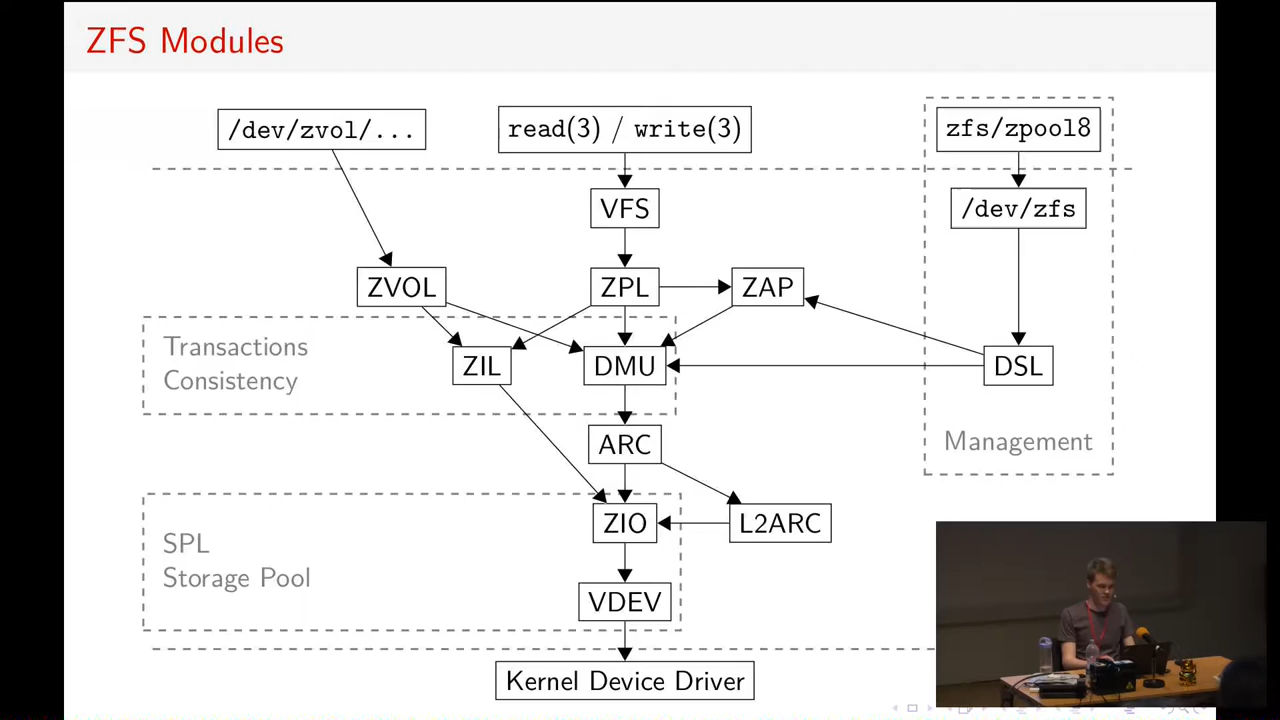 ZFS Modules
/dev/zvol/...
read(3) / write(3)
zfs/zpool8
VFS
/dev/zfs
ZVOL
ZPL
ZAP
Transactions
Consistency
ZIL
DMU
DSL
ARC
Management
ZIO
L2ARC
SPL
Storage Pool
VDEV
Kernel Device Driver